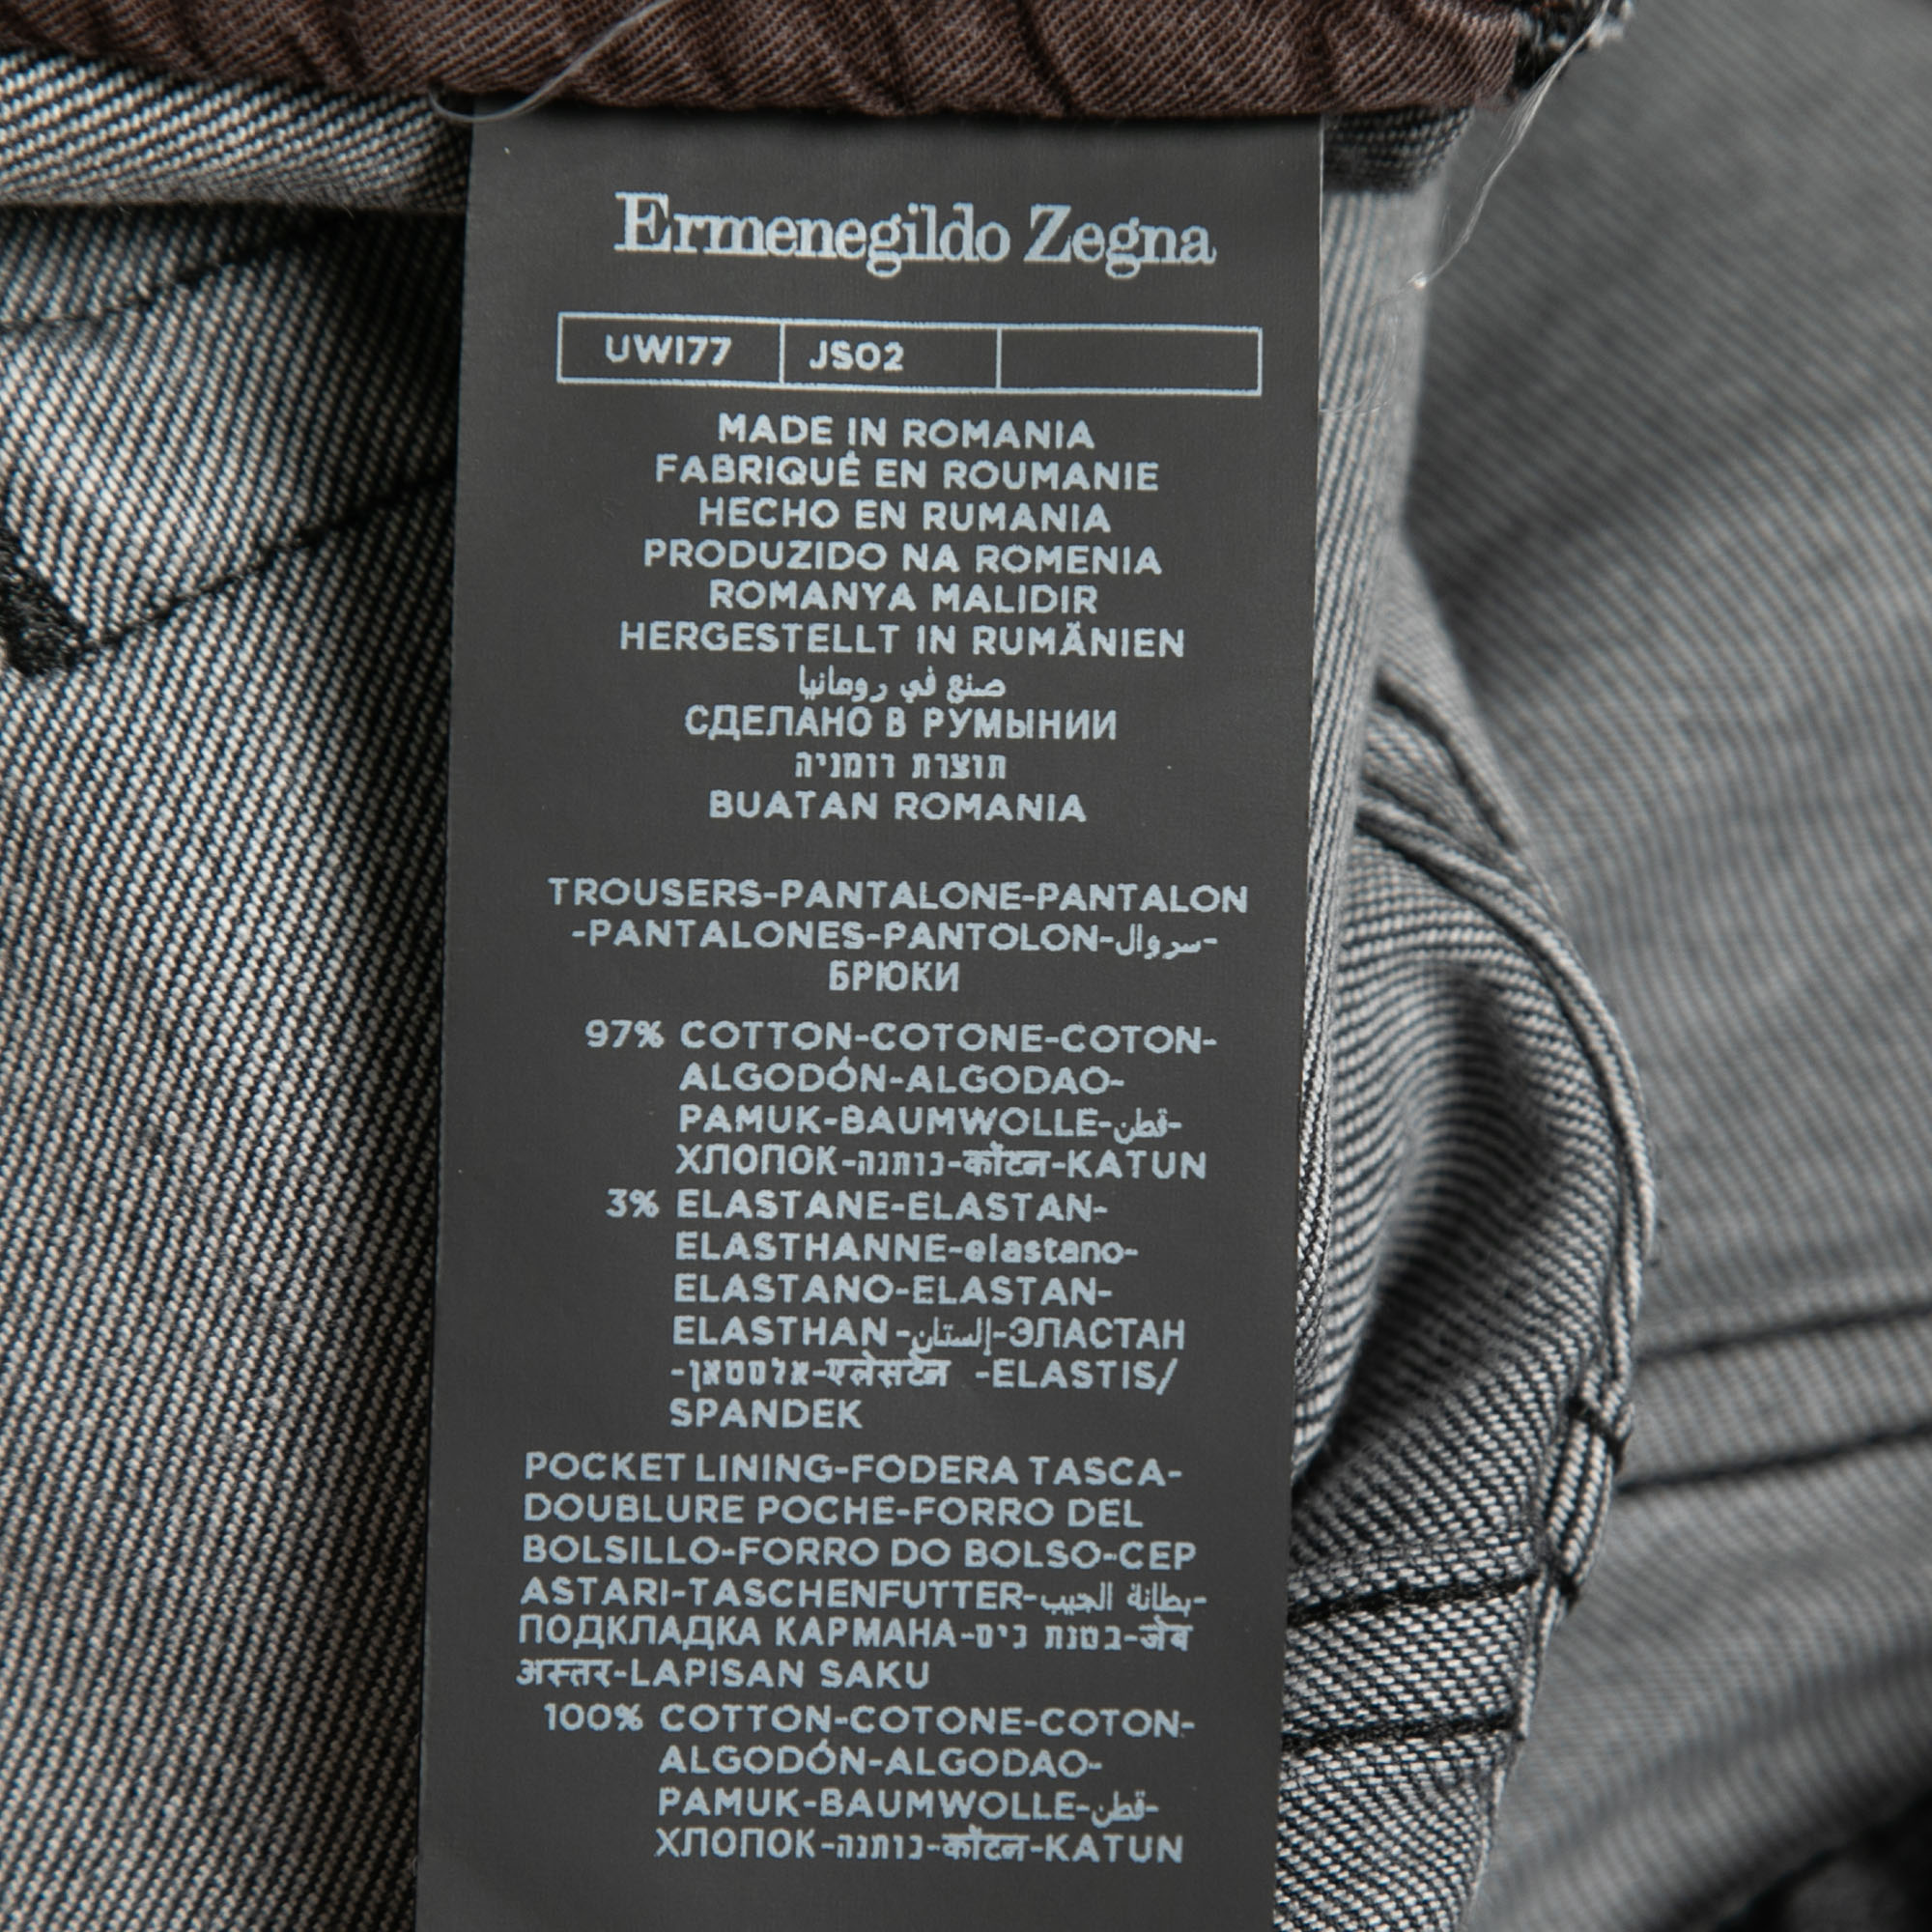 Ermenegildo Zegna
UWI77 JS02
MADE IN ROMANIA
FABRIQUÉ EN ROUMANIE
HECHO EN RUMANIA
PRODUZIDO NA ROMENIA
ROMANYA MALIDIR
HERGESTELLT IN RUMÄNIEN
صنع في رومانيا
СДЕЛАНО В РУМЫНИИ
תוצרת רומניה
BUATAN ROMANIA
TROUSERS-PANTALONE-PANTALON
-PANTALONES-PANTOLON-سروال-
БРЮКИ
97% COTTON-COTONE-COTON-
ALGODÓN-ALGODAO-
PAMUK-BAUMWOLLE-قطن-
ХЛОПОК-כותנה-कॉटन-KATUN
3% ELASTANE-ELASTAN-
ELASTHANNE-elastano-
ELASTANO-ELASTAN-
ELASTHAN-إلستان-ЭЛАСТАН
-אלסטאן-एलेसटेन -ELASTIS/
SPANDEK
POCKET LINING-FODERA TASCA-
DOUBLURE POCHE-FORRO DEL
BOLSILLO-FORRO DO BOLSO-CEP
ASTARI-TASCHENFUTTER-بطانة الجيب-
ПОДКЛАДКА КАРМАНА-בטנת כיס-जेब
अस्तर-LAPISAN SAKU
100% COTTON-COTONE-COTON-
ALGODÓN-ALGODAO-
PAMUK-BAUMWOLLE-قطن-
ХЛОПОК-כותנה-कॉटन-KATUN